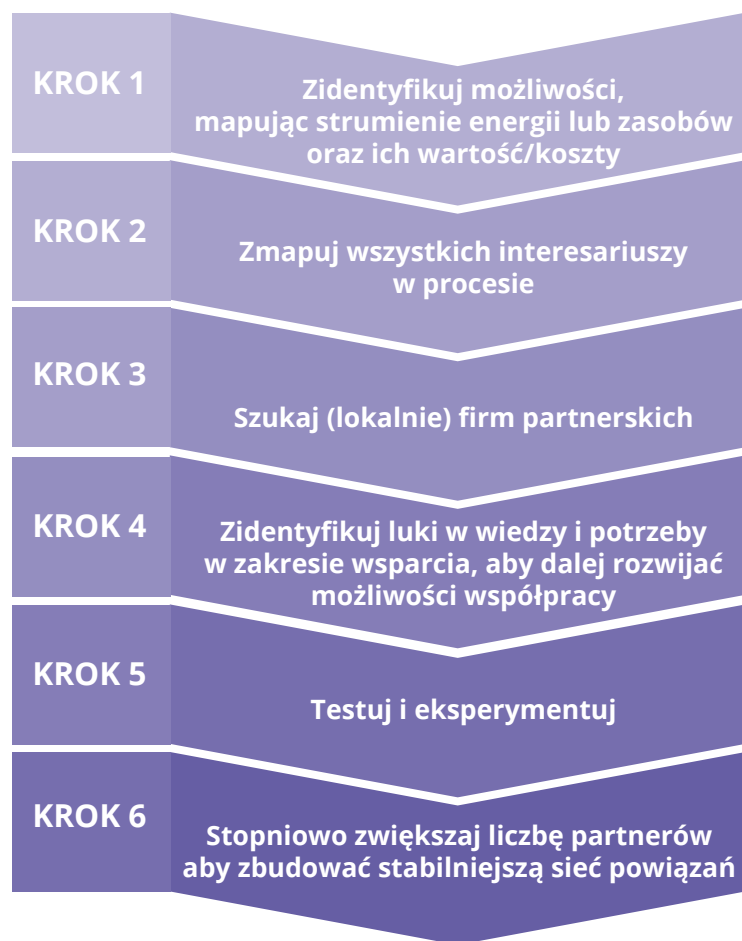 KROK 1
Zidentyfikuj możliwości,
mapując strumienie energii lub zasobów
oraz ich wartość/koszty
KROK 2
Zmapuj wszystkich interesariuszy
w procesie
KROK 3
Szukaj (lokalnie) firm partnerskich
KROK 4
Zidentyfikuj luki w wiedzy i potrzeby
w zakresie wsparcia, aby dalej rozwijać
możliwości współpracy
KROK 5
Testuj i eksperymentuj
KROK 6
Stopniowo zwiększaj liczbę partnerów
aby zbudować stabilniejszą sieć powiązań